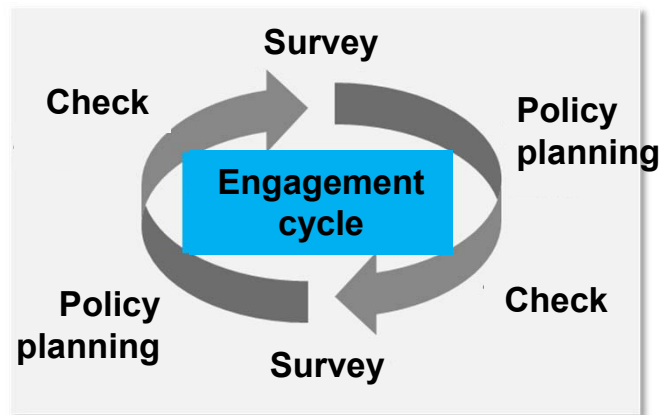 Survey
Check
Policy
planning
Engagement
cycle
Policy
planning
Check
Survey